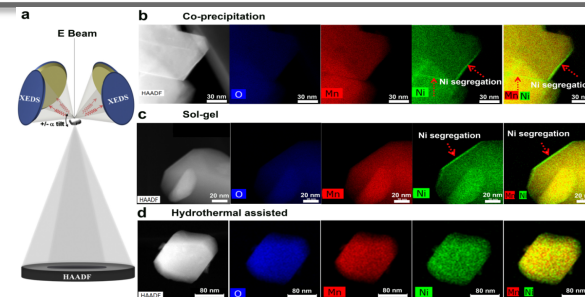 a
E Beam
XEDS
XEDS
+/- α tilt
HAADF
b Co-precipitation
HAADF
O
Mn
Ni
Mn Ni
Ni segregation
Ni segregation
30 nm
30 nm
30 nm
30 nm
30 nm
c Sol-gel
Ni segregation
Ni segregation
HAADF
O
Mn
Ni
Mn Ni
20 nm
20 nm
20 nm
20 nm
20 nm
d Hydrothermal assisted
HAADF
O
Mn
Ni
Mn Ni
80 nm
80 nm
80 nm
80 nm
80 nm